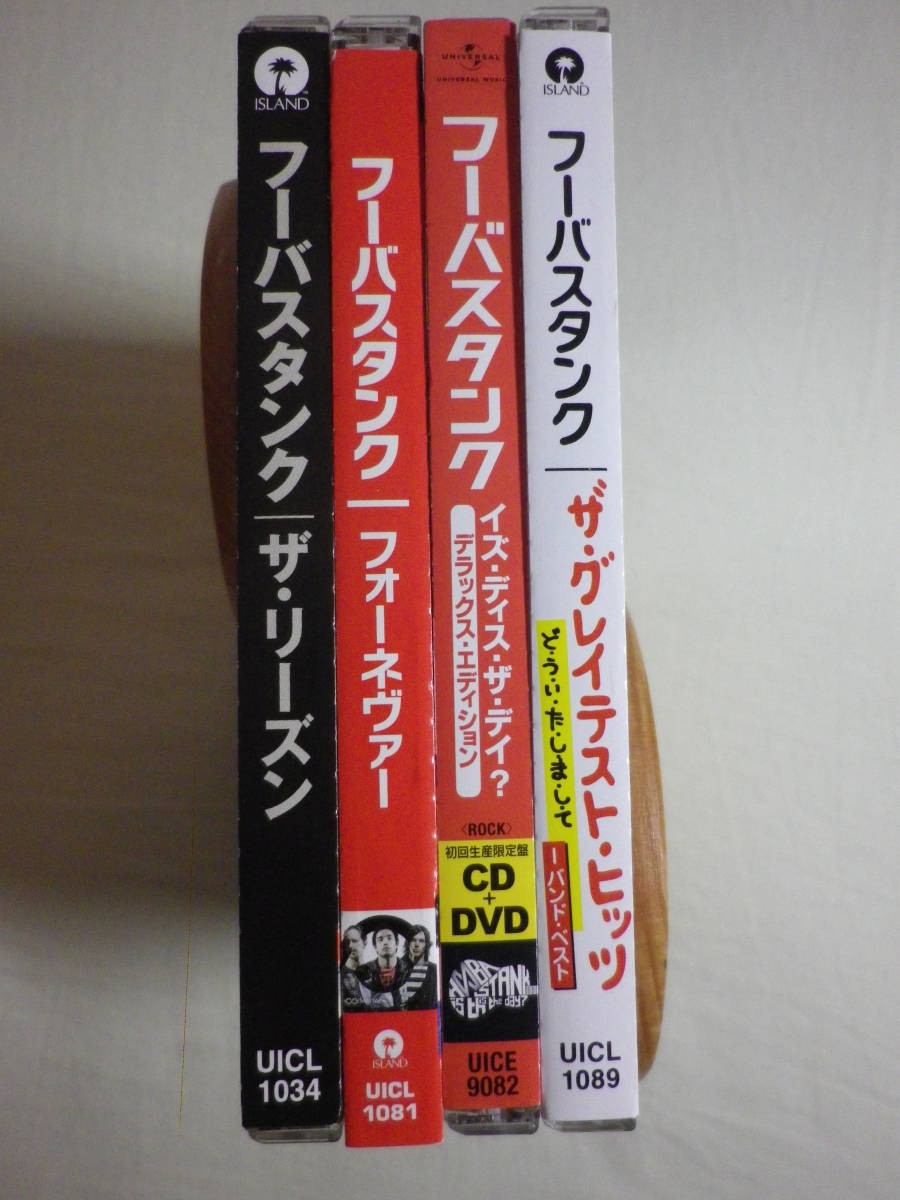 ISLAND
フーバスタンク｜ザ・リーズン
UICL
1034
フーバスタンク｜フォーネヴァー
ISLAND
UICL
1081
UNIVERSAL
UNIVERSAL MUSIC
フーバスタンク
イズ・ディス・ザ・デイ?
デラックス・エディション
〈ROCK〉
初回生産限定盤
CD
+
DVD
HOOBASTANK
is this the day?
UICE
9082
ISLAND
フーバスタンク｜ザ・グレイテスト・ヒッツ
ど・う・い・た・し・ま・し・て
ーバンド・ベスト
UICL
1089